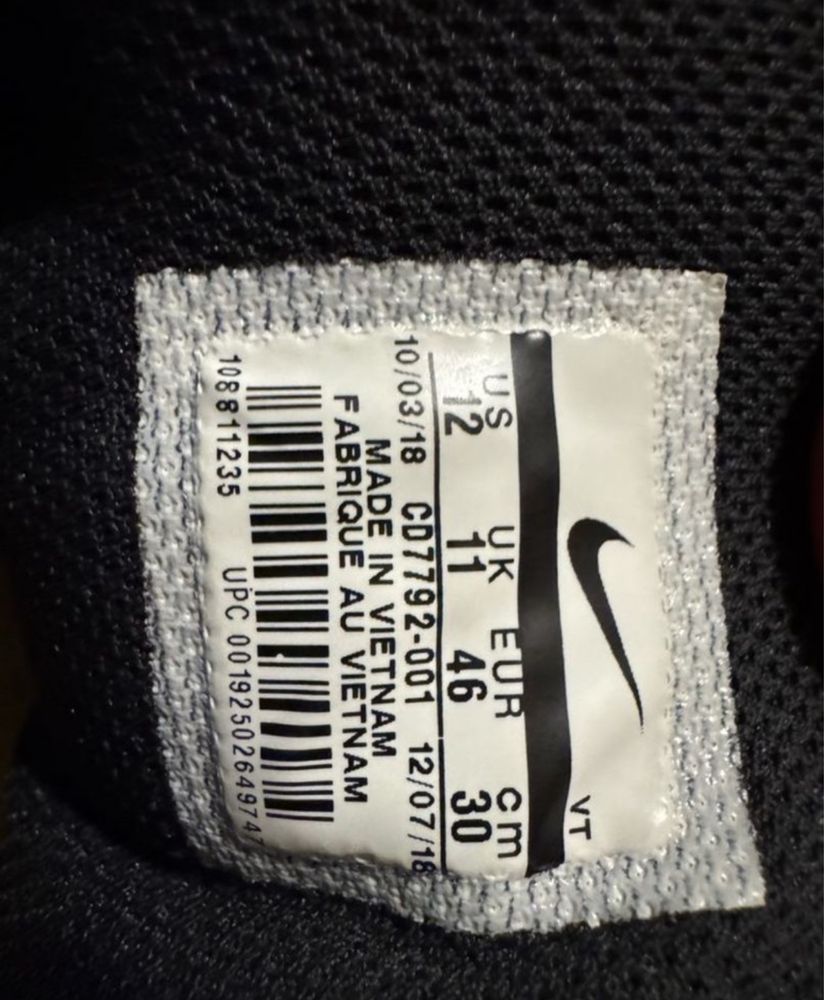 VT
US UK EUR cm
12 11 46 30
10/03/18 CD7792-001 12/07/18
MADE IN VIETNAM
FABRIQUE AU VIETNAM
108811235 UPC 00192502649747